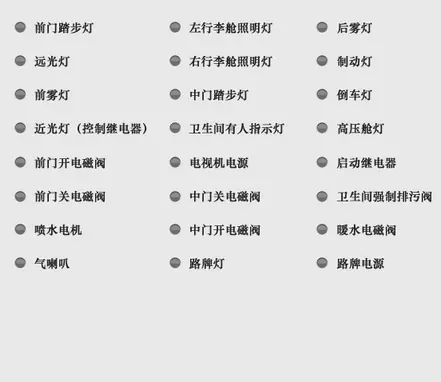 前门踏步灯 左行李舱照明灯 后雾灯
远光灯 右行李舱照明灯 制动灯
前雾灯 中门踏步灯 倒车灯
近光灯（控制继电器） 卫生间有人指示灯 高压舱灯
前门开电磁阀 电视机电源 启动继电器
前门关电磁阀 中门关电磁阀 卫生间强制排污阀
喷水电机 中门开电磁阀 暖水电磁阀
气喇叭 路牌灯 路牌电源